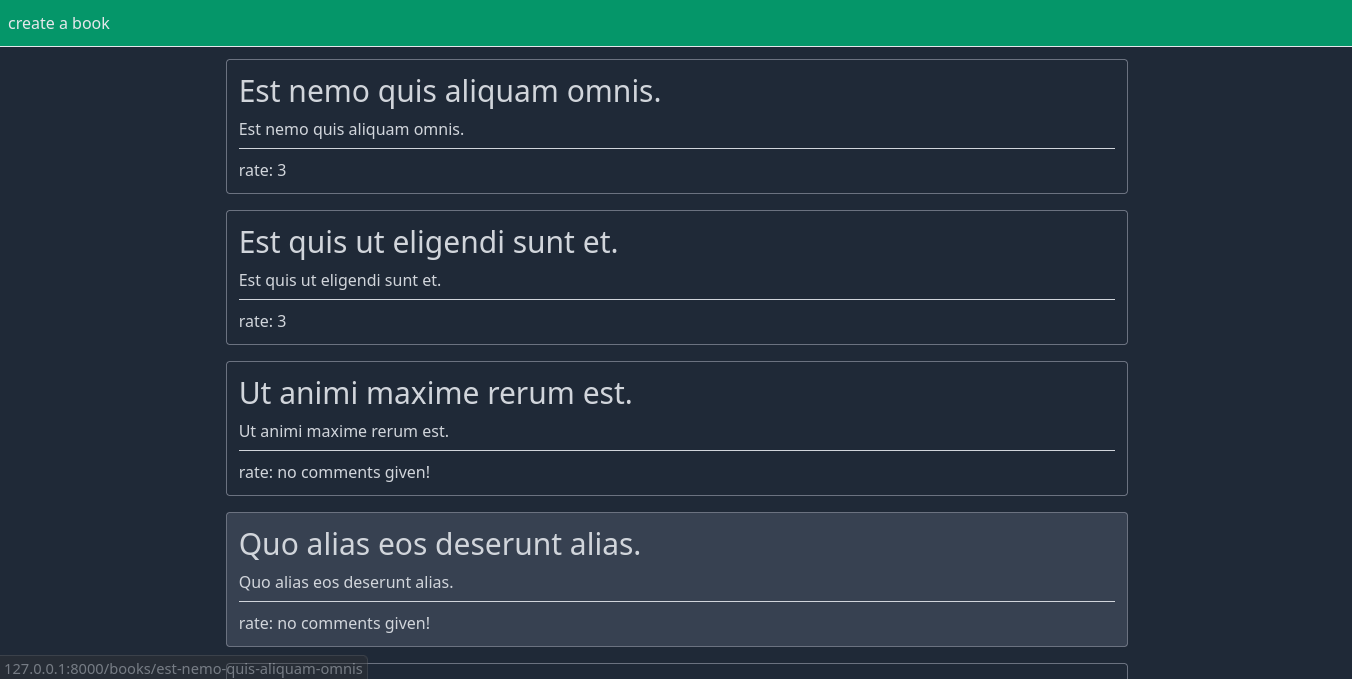 create a book
Est nemo quis aliquam omnis.
Est nemo quis aliquam omnis.
rate: 3
Est quis ut eligendi sunt et.
Est quis ut eligendi sunt et.
rate: 3
Ut animi maxime rerum est.
Ut animi maxime rerum est.
rate: no comments given!
Quo alias eos deserunt alias.
Quo alias eos deserunt alias.
rate: no comments given!
127.0.0.1:8000/books/est-nemo-quis-aliquam-omnis